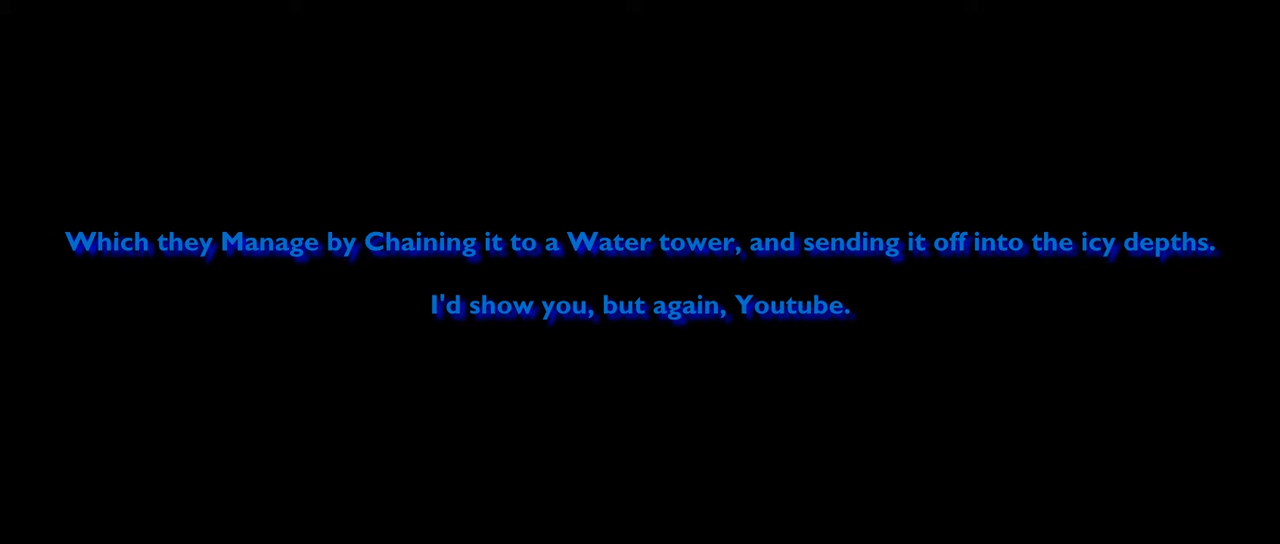 Which they Manage by Chaining it to a Water tower, and sending it off into the icy depths.
I'd show you, but again, Youtube.